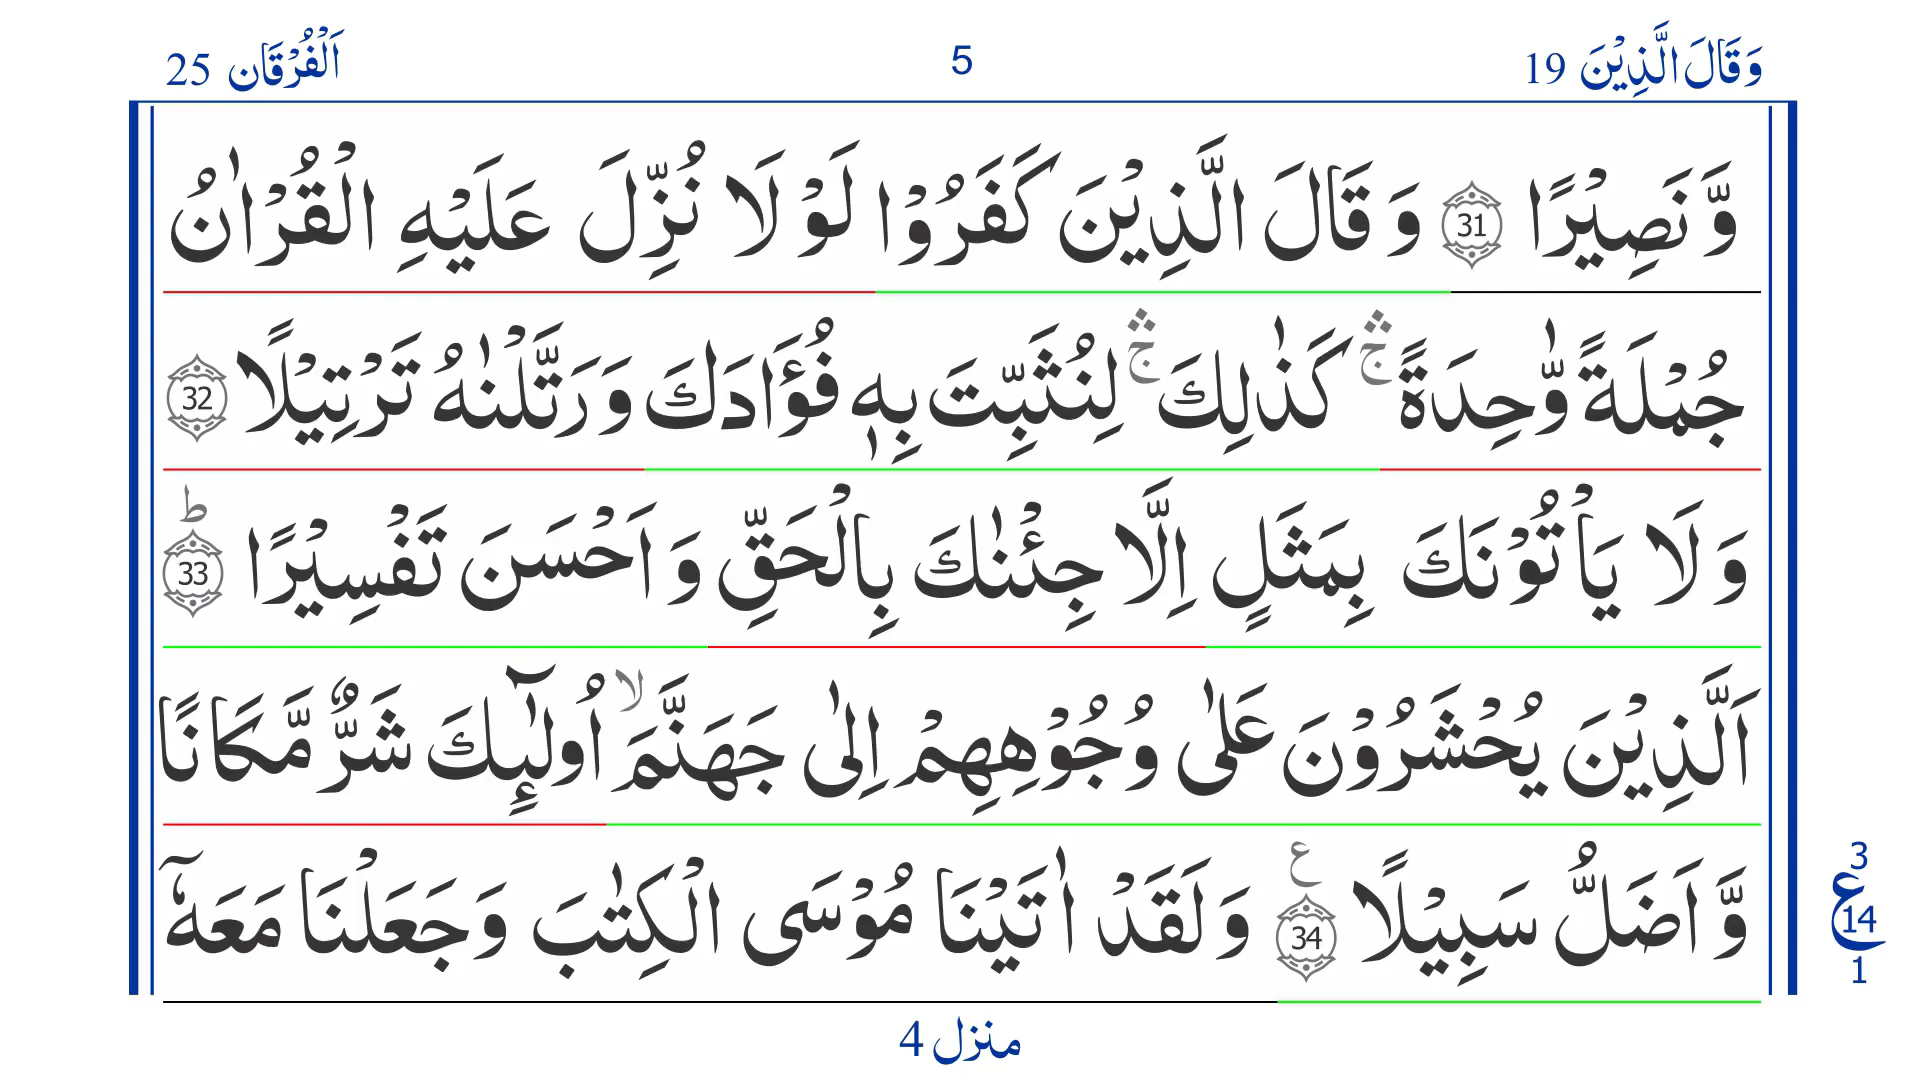 وَقَالَ الَّذِيْنَ 19 5 اَلْفُرْقَان 25
وَّ نَصِيْرًا 31 وَ قَالَ الَّذِيْنَ كَفَرُوْا لَوْ لَا نُزِّلَ عَلَيْهِ الْقُرْاٰنُ
جُمْلَةً وَّاحِدَةً ۛۚ كَذٰلِكَ ۛۚ لِنُثَبِّتَ بِهٖ فُؤَادَكَ وَ رَتَّلْنٰهُ تَرْتِيْلًا 32
وَ لَا يَاْتُوْنَكَ بِمَثَلٍ اِلَّا جِئْنٰكَ بِالْحَقِّ وَ اَحْسَنَ تَفْسِيْرًا ؕ 33
اَلَّذِيْنَ يُحْشَرُوْنَ عَلٰى وُجُوْهِهِمْ اِلٰى جَهَنَّمَ ۙ اُولٰٓىِٕكَ شَرٌّ مَّكَانًا
وَّ اَضَلُّ سَبِيْلًا ع 34 وَ لَقَدْ اٰتَيْنَا مُوْسَى الْكِتٰبَ وَ جَعَلْنَا مَعَهٗۤ
3
ع 14
1
منزل 4